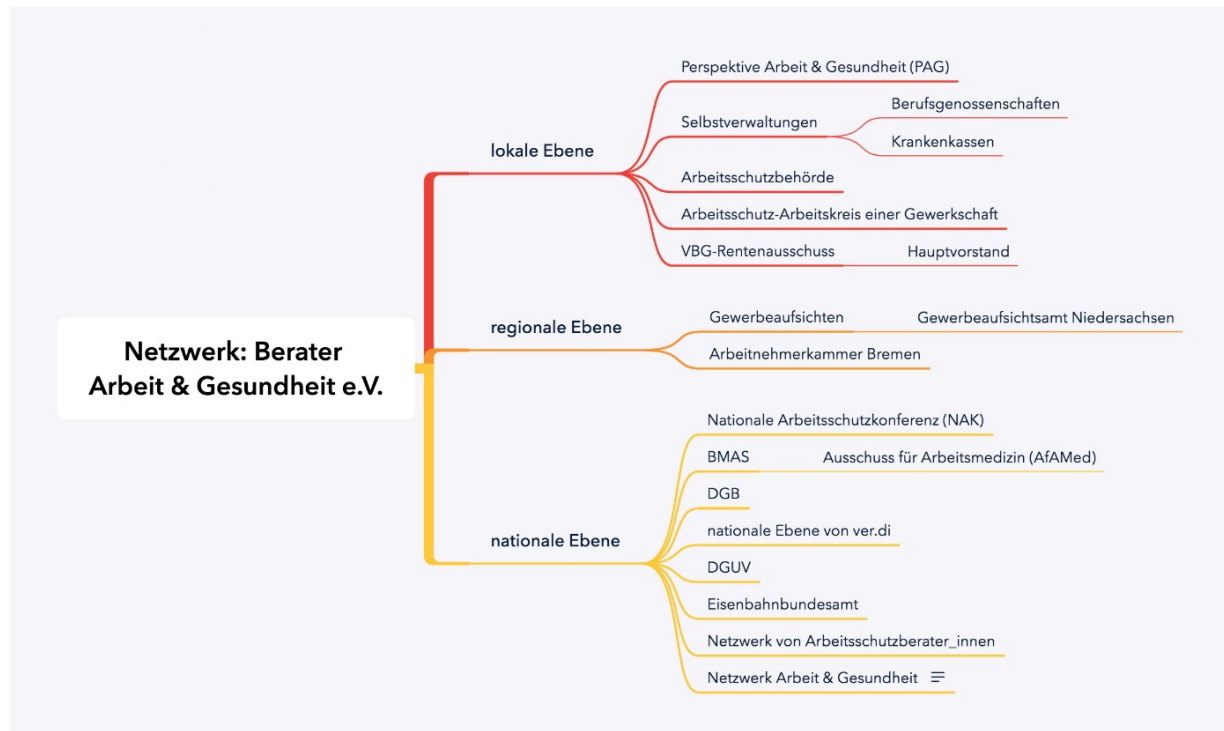 Netzwerk: Berater
Arbeit & Gesundheit e.V.
lokale Ebene
Perspektive Arbeit & Gesundheit (PAG)
Selbstverwaltungen
Berufsgenossenschaften
Krankenkassen
Arbeitsschutzbehörde
Arbeitsschutz-Arbeitskreis einer Gewerkschaft
VBG-Rentenausschuss
Hauptvorstand
regionale Ebene
Gewerbeaufsichten
Gewerbeaufsichtsamt Niedersachsen
Arbeitnehmerkammer Bremen
nationale Ebene
Nationale Arbeitsschutzkonferenz (NAK)
BMAS
Ausschuss für Arbeitsmedizin (AfAMed)
DGB
nationale Ebene von ver.di
DGUV
Eisenbahnbundesamt
Netzwerk von Arbeitsschutzberater_innen
Netzwerk Arbeit & Gesundheit